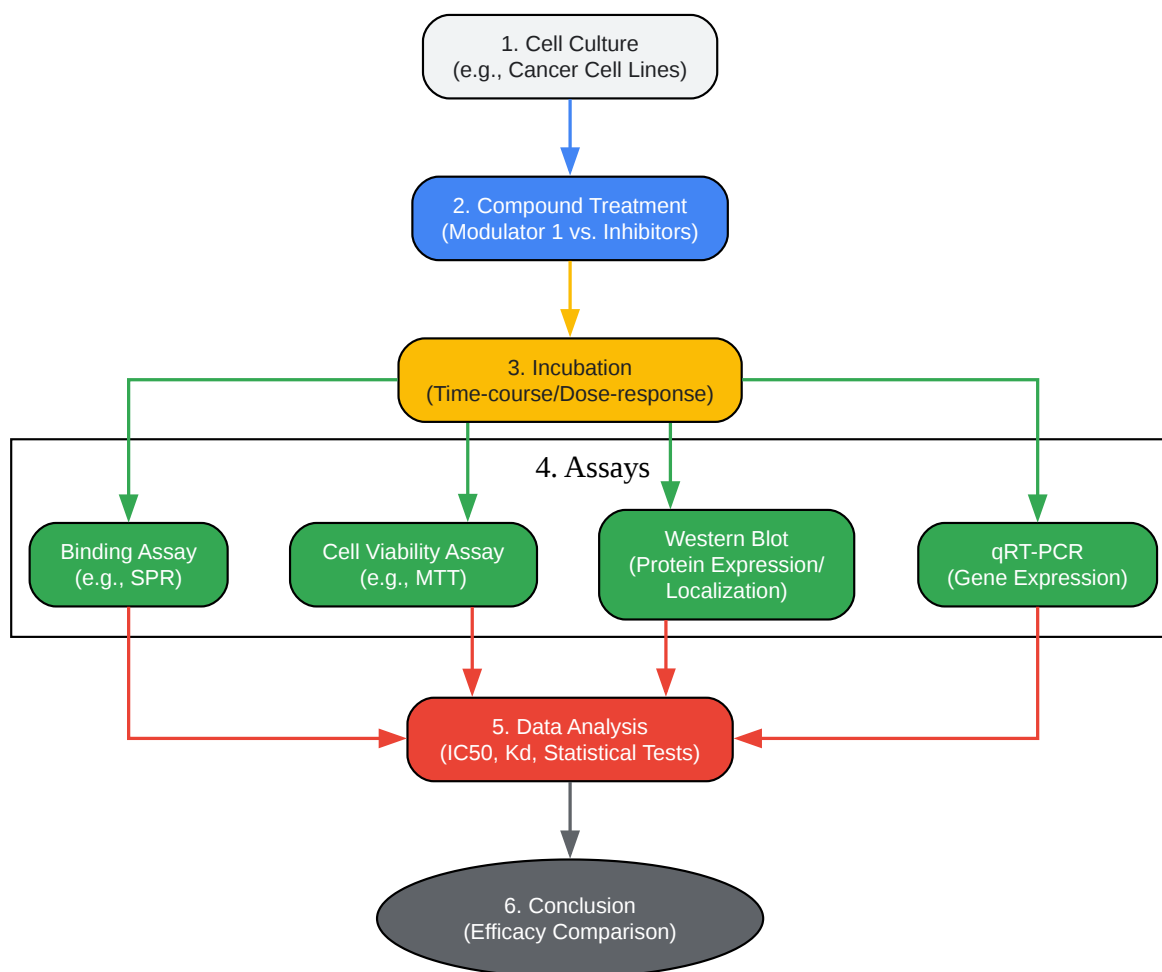 1. Cell Culture
(e.g., Cancer Cell Lines)
2. Compound Treatment
(Modulator 1 vs. Inhibitors)
3. Incubation
(Time-course/Dose-response)
4. Assays
Binding Assay
(e.g., SPR)
Cell Viability Assay
(e.g., MTT)
Western Blot
(Protein Expression/
Localization)
qRT-PCR
(Gene Expression)
5. Data Analysis
(IC50, Kd, Statistical Tests)
6. Conclusion
(Efficacy Comparison)